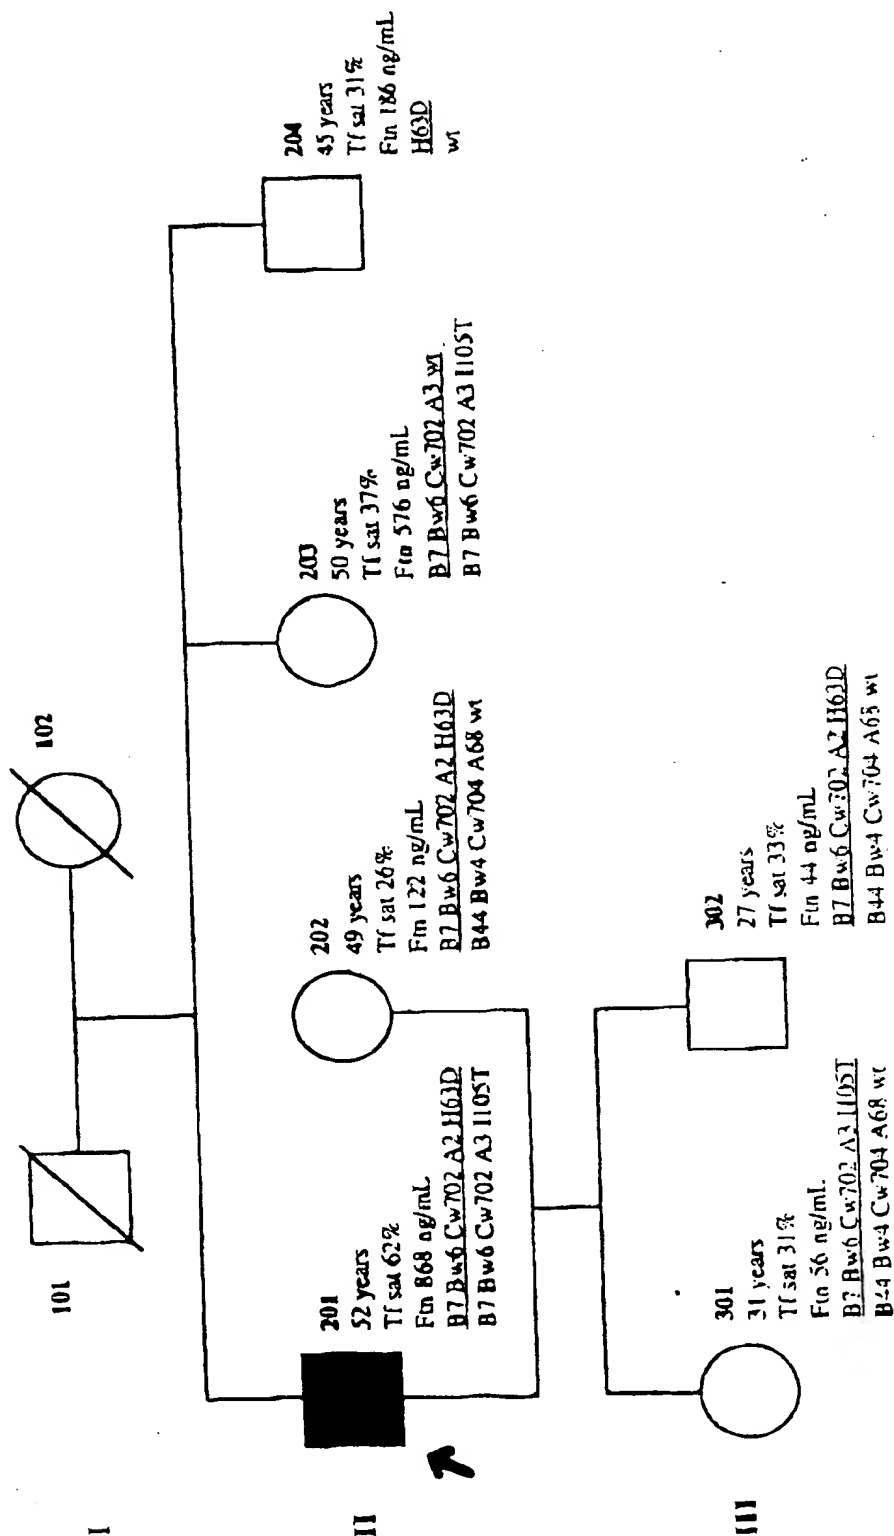 I
101
102
II
201
52 years
Tf sat 62%
Ftn 868 ng/mL
B7 Bw6 Cw702 A2 H63D
B7 Bw6 Cw702 A3 I105T
202
49 years
Tf sat 26%
Ftn 122 ng/mL
B7 Bw6 Cw702 A2 H63D
B44 Bw4 Cw704 A68 wt
203
50 years
Tf sat 37%
Ftn 576 ng/mL
B7 Bw6 Cw702 A3 wt
B7 Bw6 Cw702 A3 I105T
204
45 years
Tf sat 31%
Ftn 186 ng/mL
H63D
wt
III
301
31 years
Tf sat 31%
Ftn 56 ng/mL
B7 Bw6 Cw702 A3 I105T
B44 Bw4 Cw704 A68 wt
302
27 years
Tf sat 33%
Ftn 44 ng/mL
B7 Bw6 Cw702 A2 H63D
B44 Bw4 Cw704 A68 wt